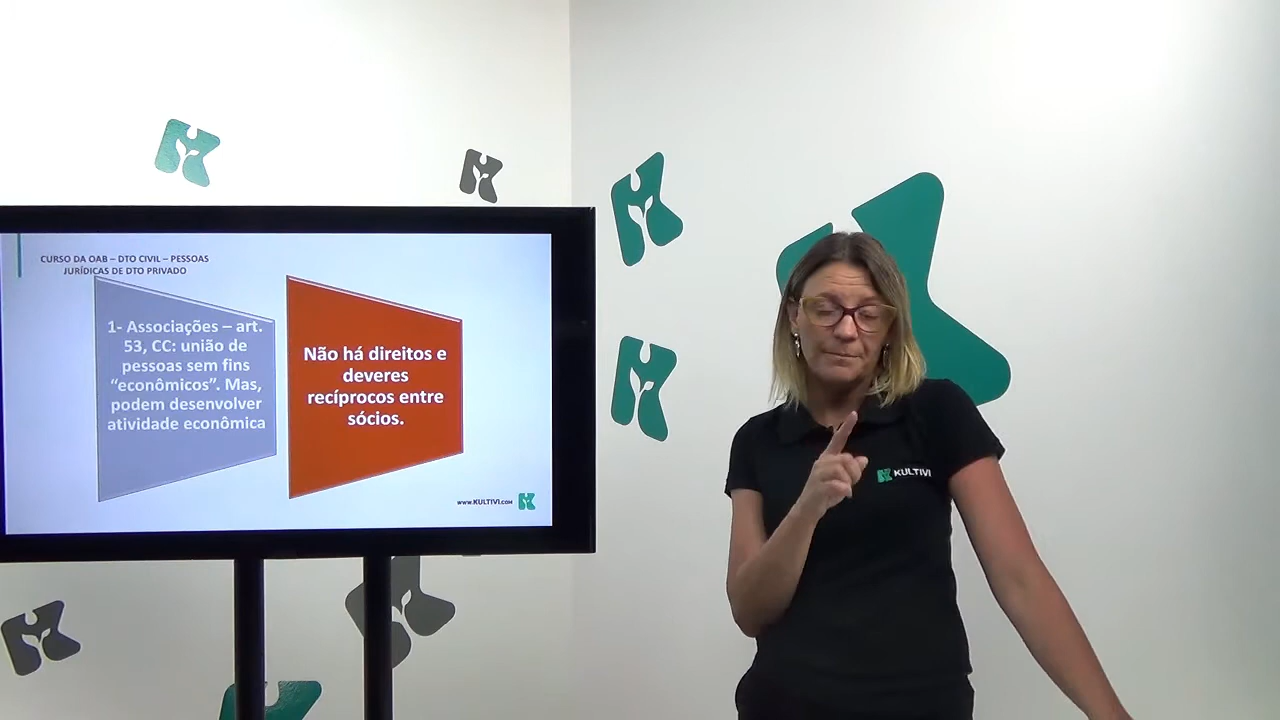 CURSO DA OAB – DTO CIVIL – PESSOAS
JURÍDICAS DE DTO PRIVADO
1- Associações – art.
53, CC: união de
pessoas sem fins
“econômicos”. Mas,
podem desenvolver
atividade econômica
Não há direitos e
deveres
recíprocos entre
sócios.
www.KULTIVI.com
KULTIVI